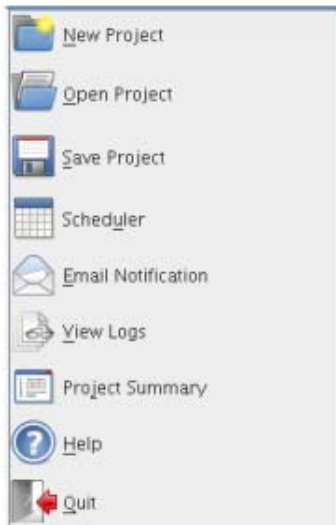 New Project
Open Project
Save Project
Scheduler
Email Notification
View Logs
Project Summary
Help
Quit